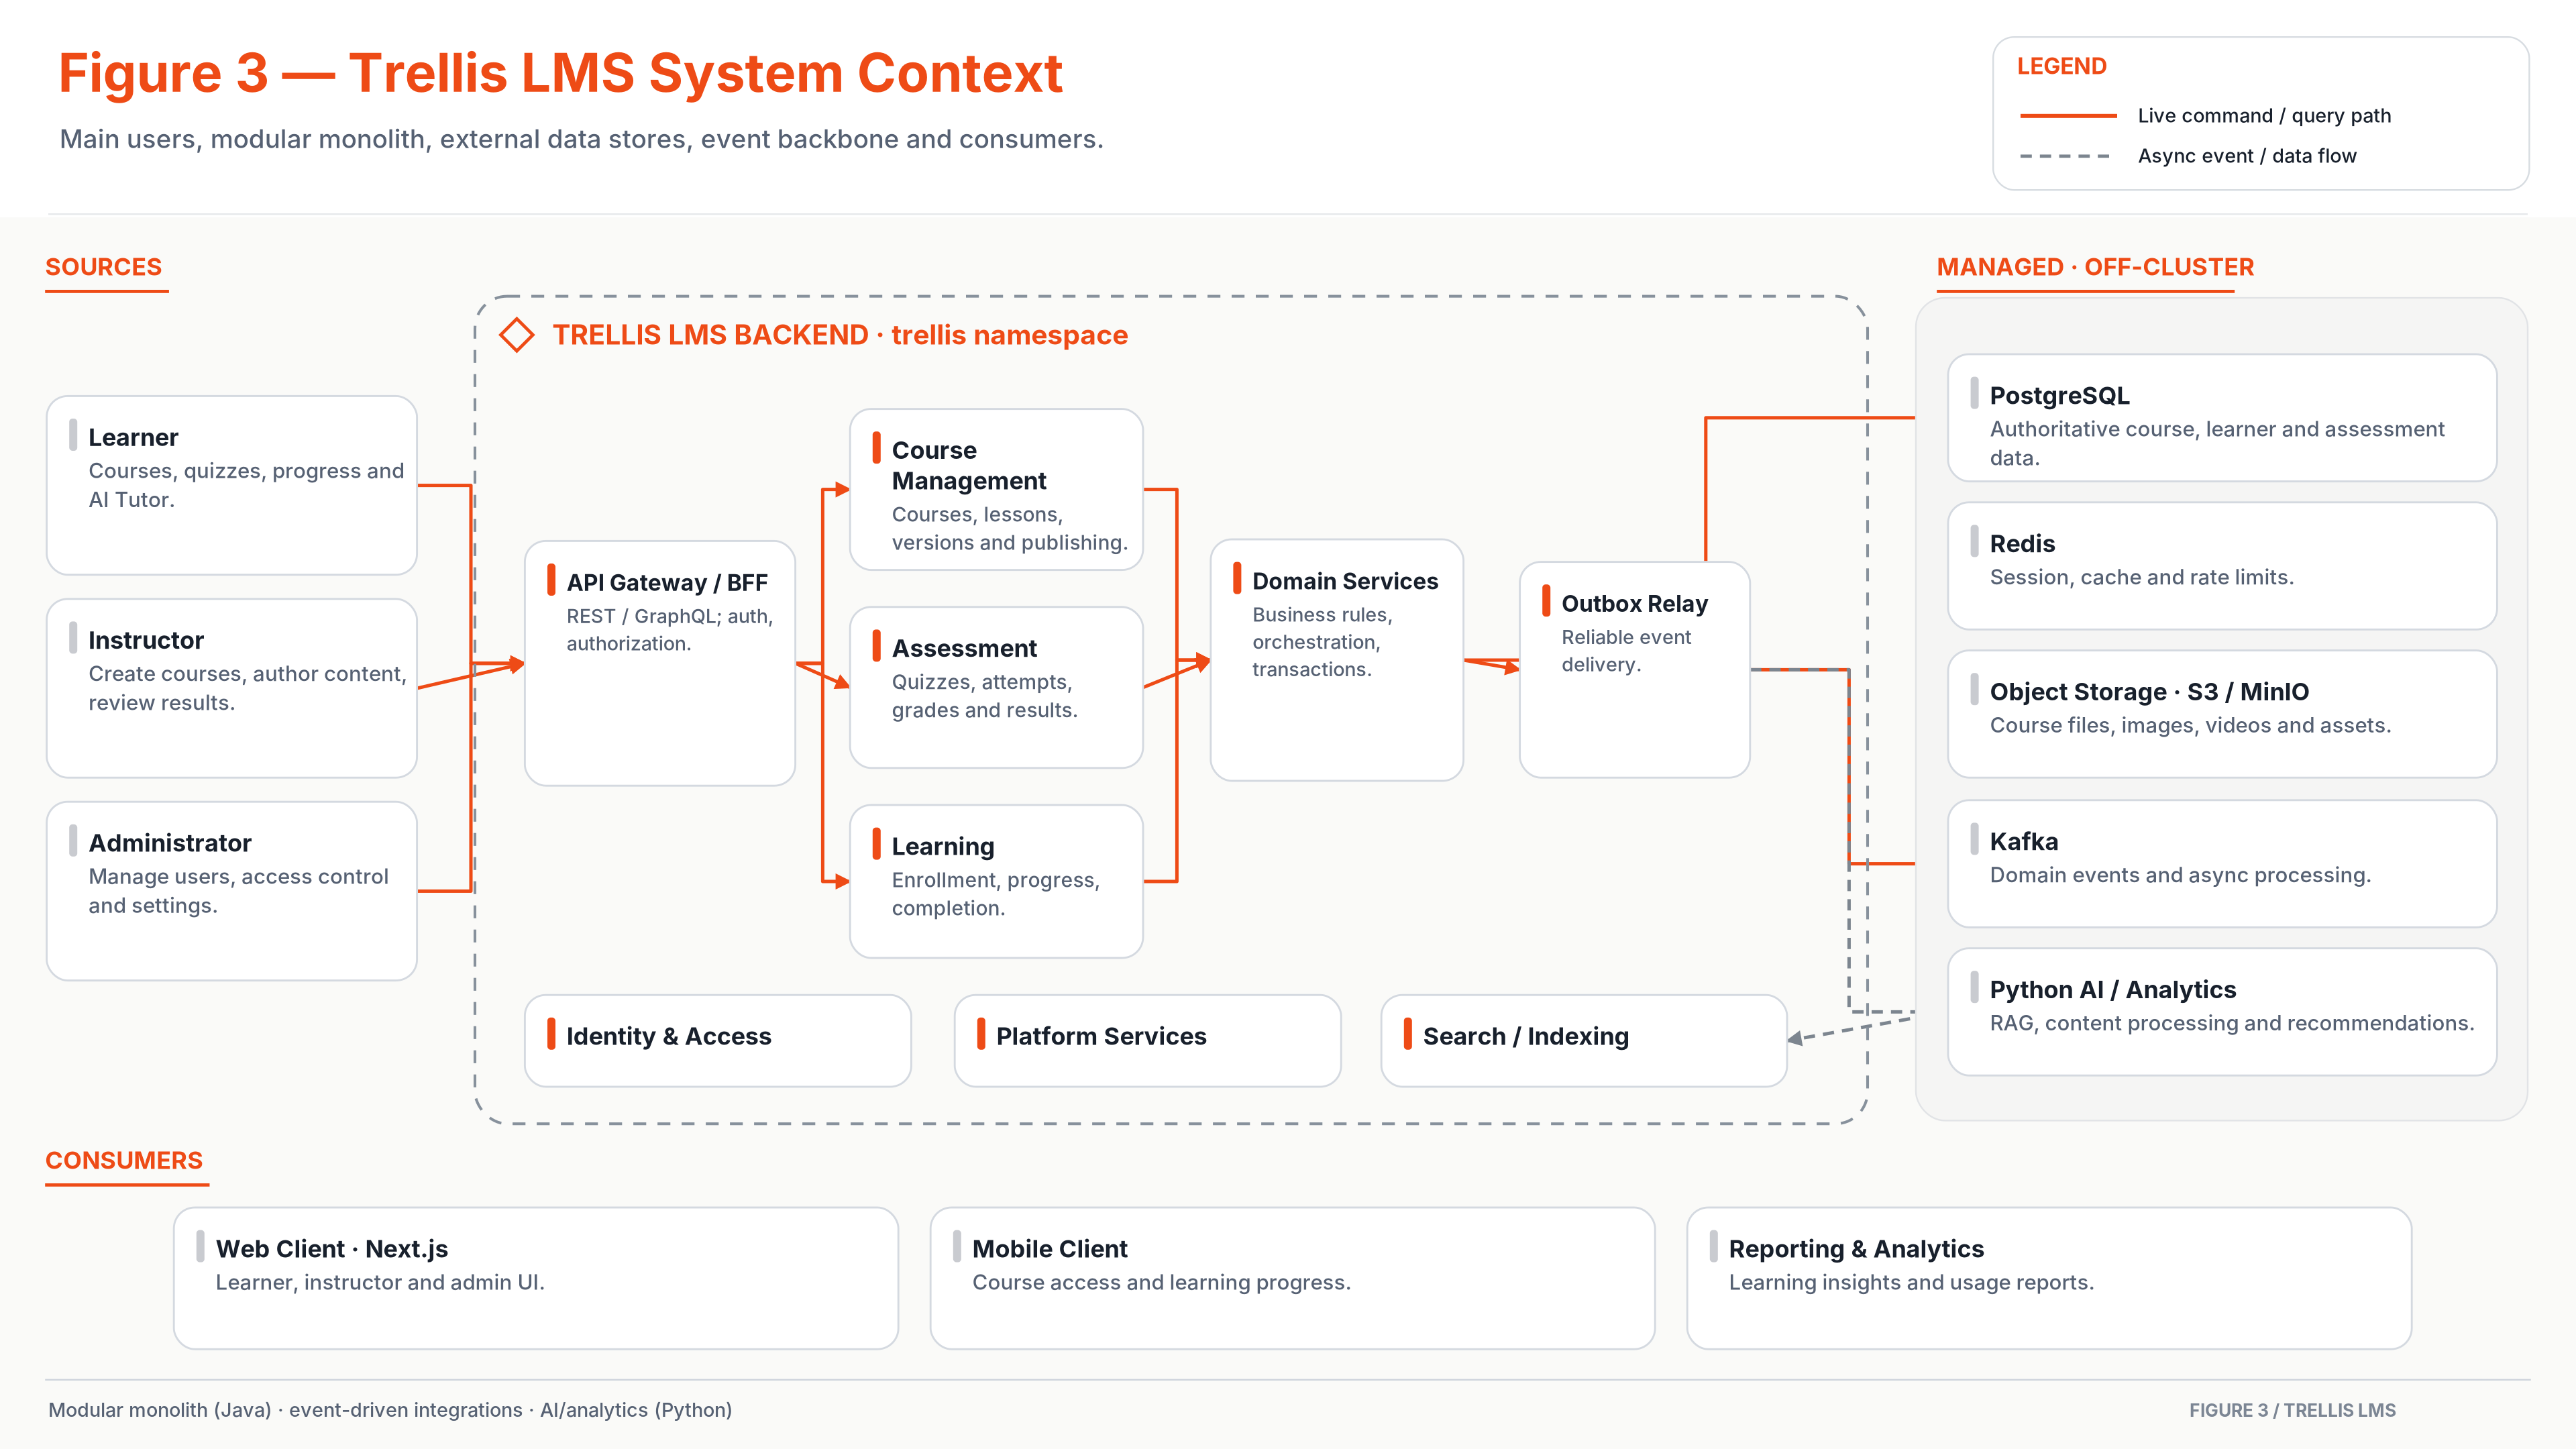 Figure 3 — Trellis LMS System Context
Main users, modular monolith, external data stores, event backbone and consumers.
LEGEND
Live command / query path
Async event / data flow
SOURCES
Learner
Courses, quizzes, progress and
AI Tutor.
Instructor
Create courses, author content,
review results.
Administrator
Manage users, access control
and settings.
TRELLIS LMS BACKEND · trellis namespace
API Gateway / BFF
REST / GraphQL; auth,
authorization.
Course
Management
Courses, lessons,
versions and publishing.
Assessment
Quizzes, attempts,
grades and results.
Learning
Enrollment, progress,
completion.
Domain Services
Business rules,
orchestration,
transactions.
Outbox Relay
Reliable event
delivery.
Identity & Access
Platform Services
Search / Indexing
MANAGED · OFF-CLUSTER
PostgreSQL
Authoritative course, learner and assessment
data.
Redis
Session, cache and rate limits.
Object Storage · S3 / MinIO
Course files, images, videos and assets.
Kafka
Domain events and async processing.
Python AI / Analytics
RAG, content processing and recommendations.
CONSUMERS
Web Client · Next.js
Learner, instructor and admin UI.
Mobile Client
Course access and learning progress.
Reporting & Analytics
Learning insights and usage reports.
Modular monolith (Java) · event-driven integrations · AI/analytics (Python)
FIGURE 3 / TRELLIS LMS